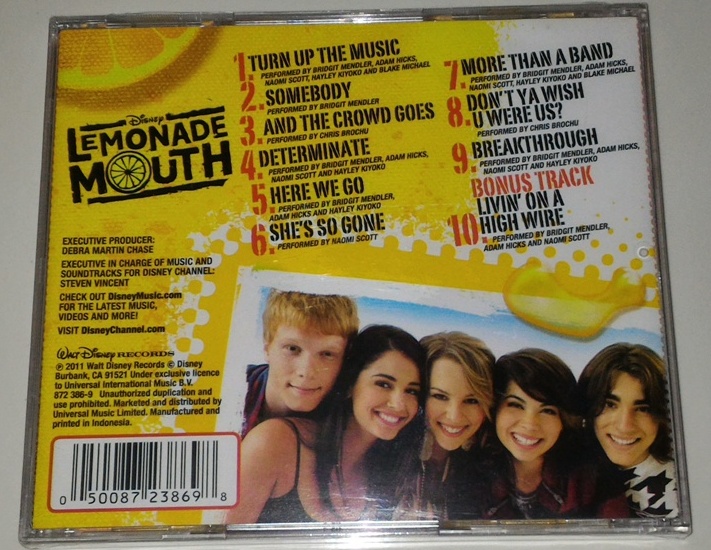 Disney
LEMONADE
MOUTH
1. TURN UP THE MUSIC
PERFORMED BY BRIDGIT MENDLER, ADAM HICKS,
NAOMI SCOTT, HAYLEY KIYOKO AND BLAKE MICHAEL
2. SOMEBODY
PERFORMED BY BRIDGIT MENDLER
3. AND THE CROWD GOES
PERFORMED BY CHRIS BROCHU
4. DETERMINATE
PERFORMED BY BRIDGIT MENDLER, ADAM HICKS,
NAOMI SCOTT AND HAYLEY KIYOKO
5. HERE WE GO
PERFORMED BY BRIDGIT MENDLER,
ADAM HICKS AND HAYLEY KIYOKO
6. SHE'S SO GONE
PERFORMED BY NAOMI SCOTT
7. MORE THAN A BAND
PERFORMED BY BRIDGIT MENDLER, ADAM HICKS,
NAOMI SCOTT, HAYLEY KIYOKO AND BLAKE MICHAEL
8. DON'T YA WISH
U WERE US?
PERFORMED BY CHRIS BROCHU
9. BREAKTHROUGH
PERFORMED BY BRIDGIT MENDLER, ADAM HICKS,
NAOMI SCOTT AND HAYLEY KIYOKO
BONUS TRACK
LIVIN' ON A
10. HIGH WIRE
PERFORMED BY BRIDGIT MENDLER,
ADAM HICKS AND NAOMI SCOTT
EXECUTIVE PRODUCER:
DEBRA MARTIN CHASE
EXECUTIVE IN CHARGE OF MUSIC AND
SOUNDTRACKS FOR DISNEY CHANNEL:
STEVEN VINCENT
CHECK OUT DisneyMusic.com
FOR THE LATEST MUSIC,
VIDEOS AND MORE!
VISIT DisneyChannel.com
Walt Disney RECORDS
℗ 2011 Walt Disney Records © Disney
Burbank, CA 91521 Under exclusive licence
to Universal International Music B.V.
872 386-9 Unauthorized duplication and
use prohibited. Marketed and distributed by
Universal Music Limited. Manufactured and
printed in Indonesia.
0 50087 23869 8